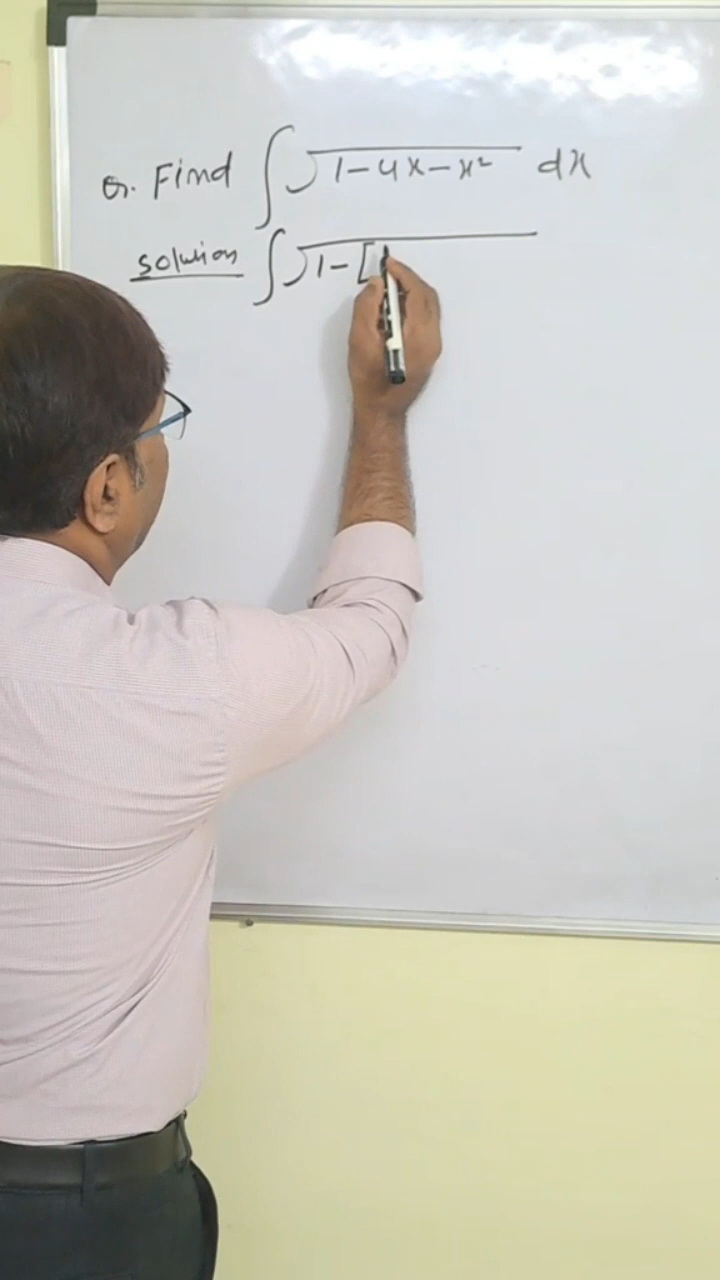 Q. Find ∫√1-4x-x² dx
Solution ∫√1-[